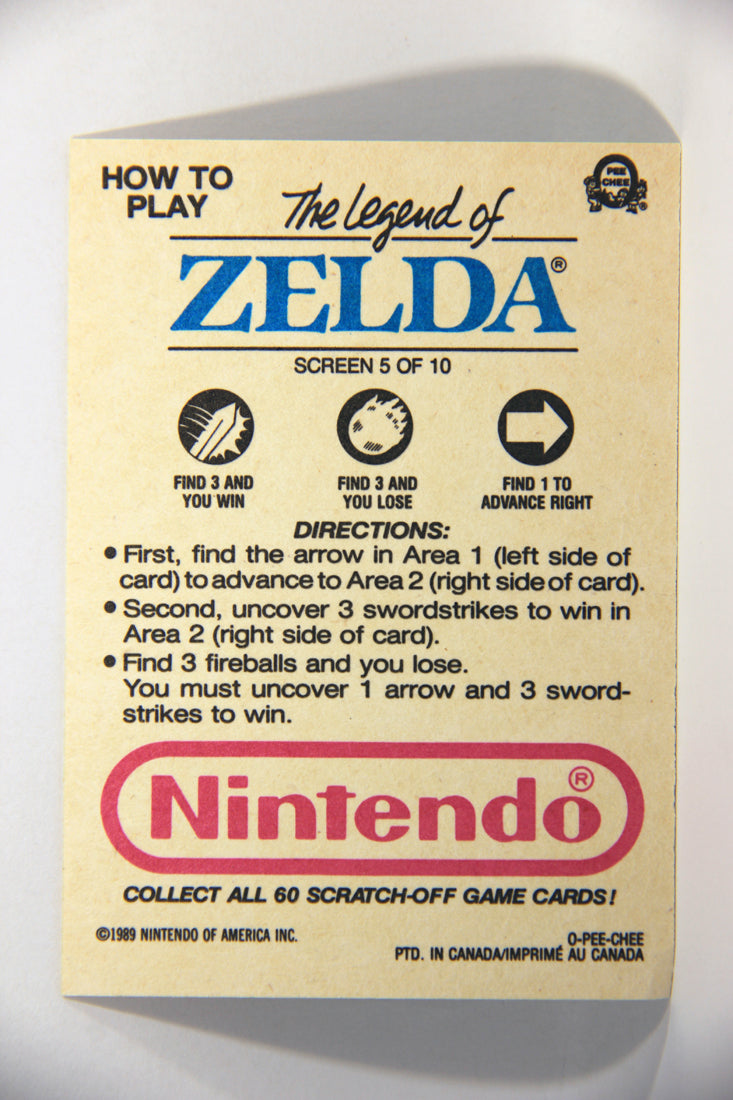 HOW TO
PLAY
PEE
CHEE
®
The Legend of
ZELDA®
SCREEN 5 OF 10
FIND 3 AND
YOU WIN
FIND 3 AND
YOU LOSE
FIND 1 TO
ADVANCE RIGHT
DIRECTIONS:
• First, find the arrow in Area 1 (left side of
card) to advance to Area 2 (right side of card).
• Second, uncover 3 swordstrikes to win in
Area 2 (right side of card).
• Find 3 fireballs and you lose.
You must uncover 1 arrow and 3 sword-
strikes to win.
Nintendo®
COLLECT ALL 60 SCRATCH-OFF GAME CARDS!
©1989 NINTENDO OF AMERICA INC.
O-PEE-CHEE
PTD. IN CANADA/IMPRIMÉ AU CANADA